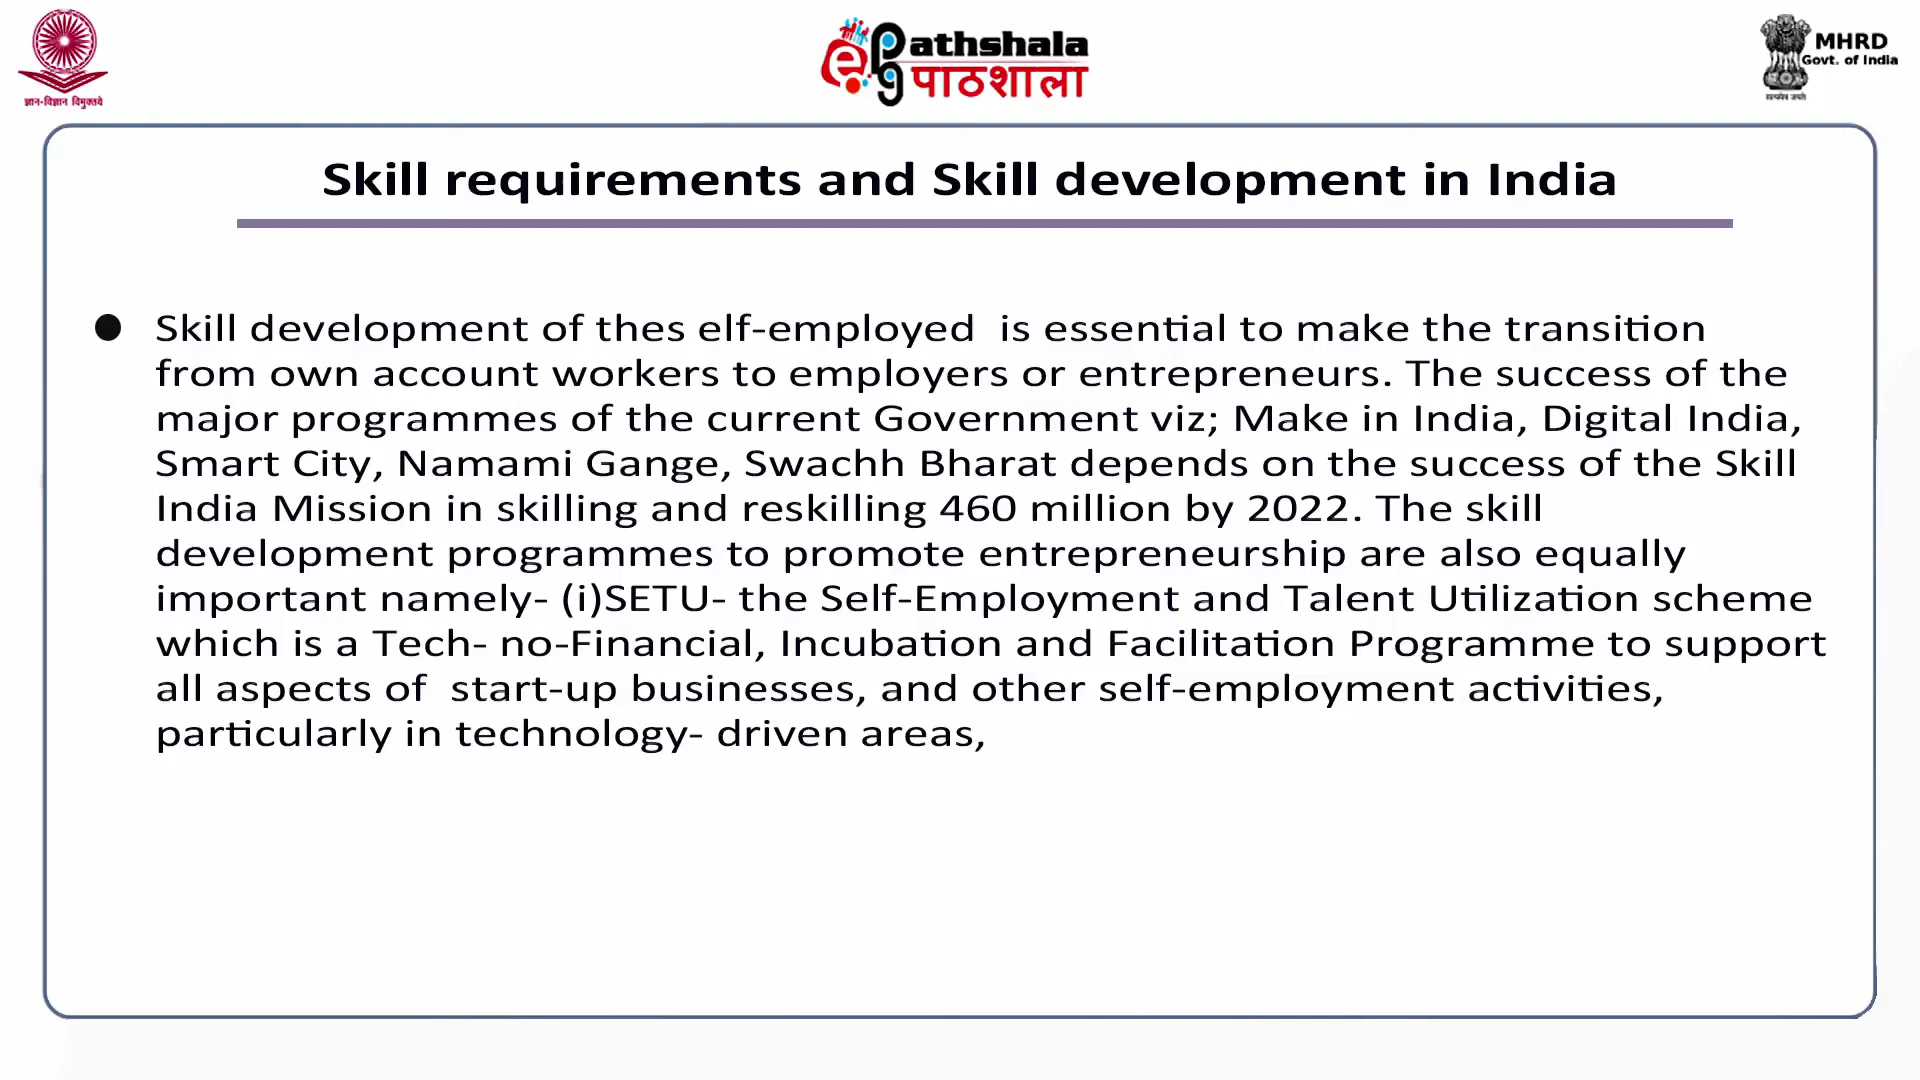 ज्ञान-विज्ञान विमुक्तये
e pg Pathshala
पाठशाला
MHRD
Govt. of India
सत्यमेव जयते
Skill requirements and Skill development in India
● Skill development of thes elf-employed  is essential to make the transition
from own account workers to employers or entrepreneurs. The success of the
major programmes of the current Government viz; Make in India, Digital India,
Smart City, Namami Gange, Swachh Bharat depends on the success of the Skill
India Mission in skilling and reskilling 460 million by 2022. The skill
development programmes to promote entrepreneurship are also equally
important namely- (i)SETU- the Self-Employment and Talent Utilization scheme
which is a Tech- no-Financial, Incubation and Facilitation Programme to support
all aspects of  start-up businesses, and other self-employment activities,
particularly in technology- driven areas,